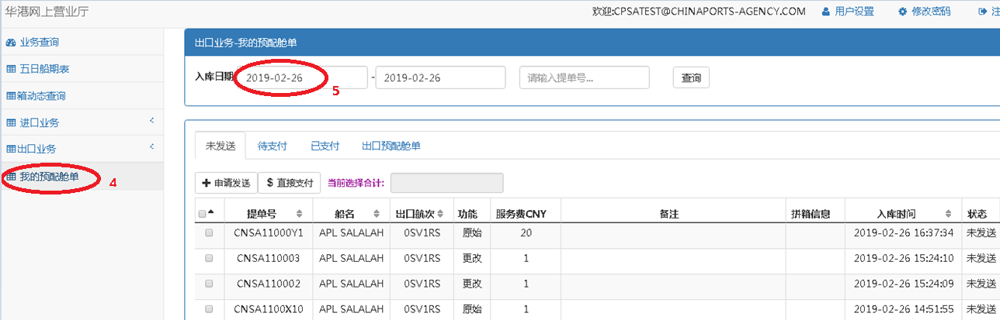 华港网上营业厅 欢迎:CPSATEST@CHINAPORTS-AGENCY.COM 用户设置 修改密码 注
业务查询
五日船期表
箱动态查询
进口业务
出口业务
我的预配舱单 4
出口业务-我的预配舱单
入库日期 2019-02-26 - 2019-02-26 请输入提单号... 查询
5
未发送 待支付 已支付 出口预配舱单
申请发送 $ 直接支付 当前选择合计:
提单号 船名 出口航次 功能 服务费CNY 备注 拼箱信息 入库时间 状态
CNSA11000Y1 APL SALALAH 0SV1RS 原始 20 2019-02-26 16:37:34 未发送
CNSA110003 APL SALALAH 0SV1RS 更改 1 2019-02-26 15:24:10 未发送
CNSA110002 APL SALALAH 0SV1RS 更改 1 2019-02-26 15:24:09 未发送
CNSA1100X10 APL SALALAH 0SV1RS 原始 1 2019-02-26 14:51:55 未发送